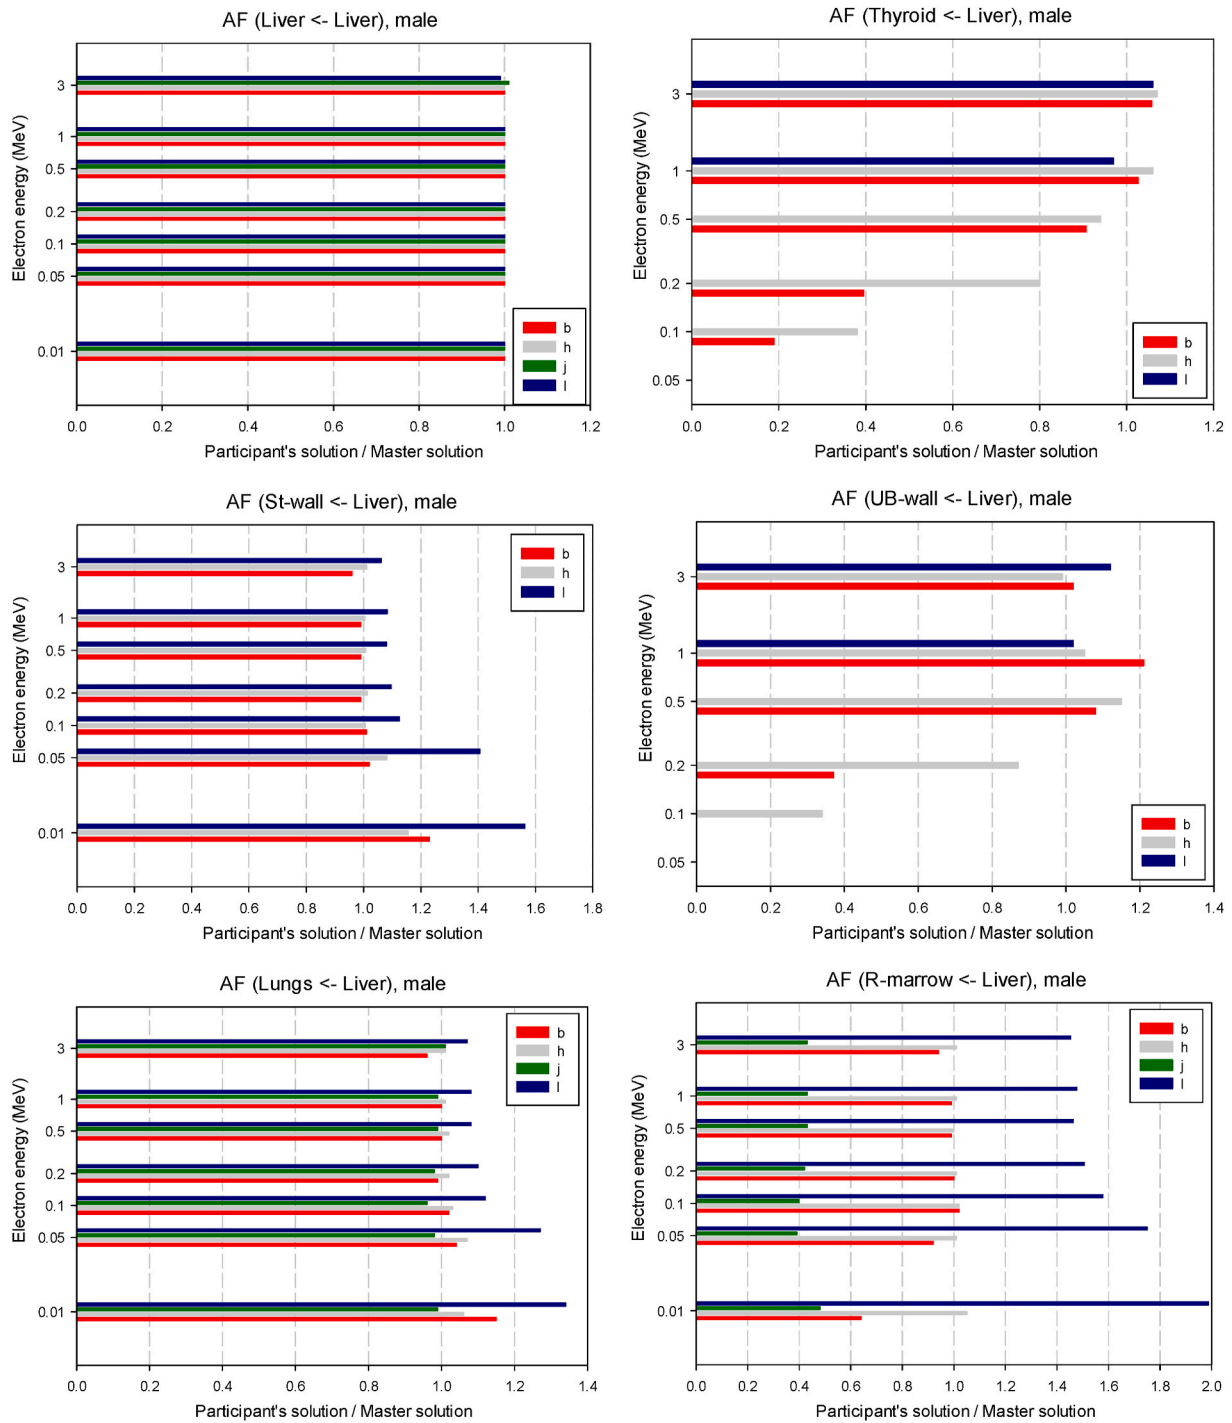 AF (Liver <- Liver), male
Electron energy (MeV)
3
1
0.5
0.2
0.1
0.05
0.01
b
h
j
l
0.0 0.2 0.4 0.6 0.8 1.0 1.2
Participant's solution / Master solution
AF (Thyroid <- Liver), male
Electron energy (MeV)
3
1
0.5
0.2
0.1
0.05
b
h
l
0.0 0.2 0.4 0.6 0.8 1.0 1.2
Participant's solution / Master solution
AF (St-wall <- Liver), male
Electron energy (MeV)
3
1
0.5
0.2
0.1
0.05
0.01
b
h
l
0.0 0.2 0.4 0.6 0.8 1.0 1.2 1.4 1.6 1.8
Participant's solution / Master solution
AF (UB-wall <- Liver), male
Electron energy (MeV)
3
1
0.5
0.2
0.1
0.05
b
h
l
0.0 0.2 0.4 0.6 0.8 1.0 1.2 1.4
Participant's solution / Master solution
AF (Lungs <- Liver), male
Electron energy (MeV)
3
1
0.5
0.2
0.1
0.05
0.01
b
h
j
l
0.0 0.2 0.4 0.6 0.8 1.0 1.2 1.4
Participant's solution / Master solution
AF (R-marrow <- Liver), male
Electron energy (MeV)
3
1
0.5
0.2
0.1
0.05
0.01
b
h
j
l
0.0 0.2 0.4 0.6 0.8 1.0 1.2 1.4 1.6 1.8 2.0
Participant's solution / Master solution